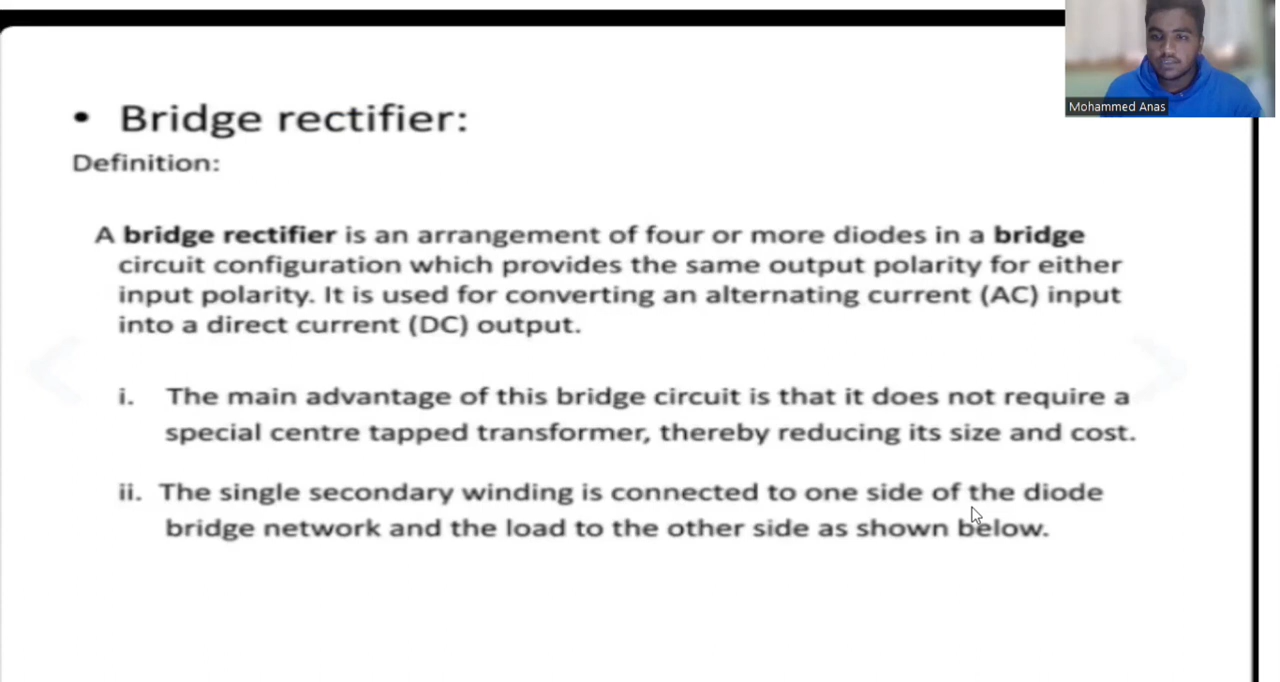 Mohammed Anas
• Bridge rectifier:
Definition:
A bridge rectifier is an arrangement of four or more diodes in a bridge
circuit configuration which provides the same output polarity for either
input polarity. It is used for converting an alternating current (AC) input
into a direct current (DC) output.
i. The main advantage of this bridge circuit is that it does not require a
special centre tapped transformer, thereby reducing its size and cost.
ii. The single secondary winding is connected to one side of the diode
bridge network and the load to the other side as shown below.